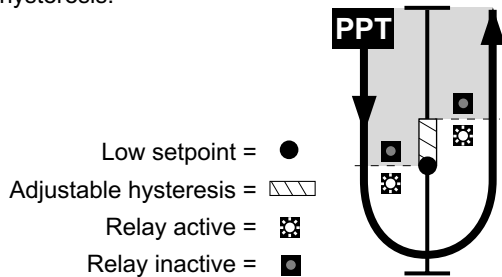 hysteresis.
PPT
Low setpoint =
Adjustable hysteresis =
Relay active =
Relay inactive =